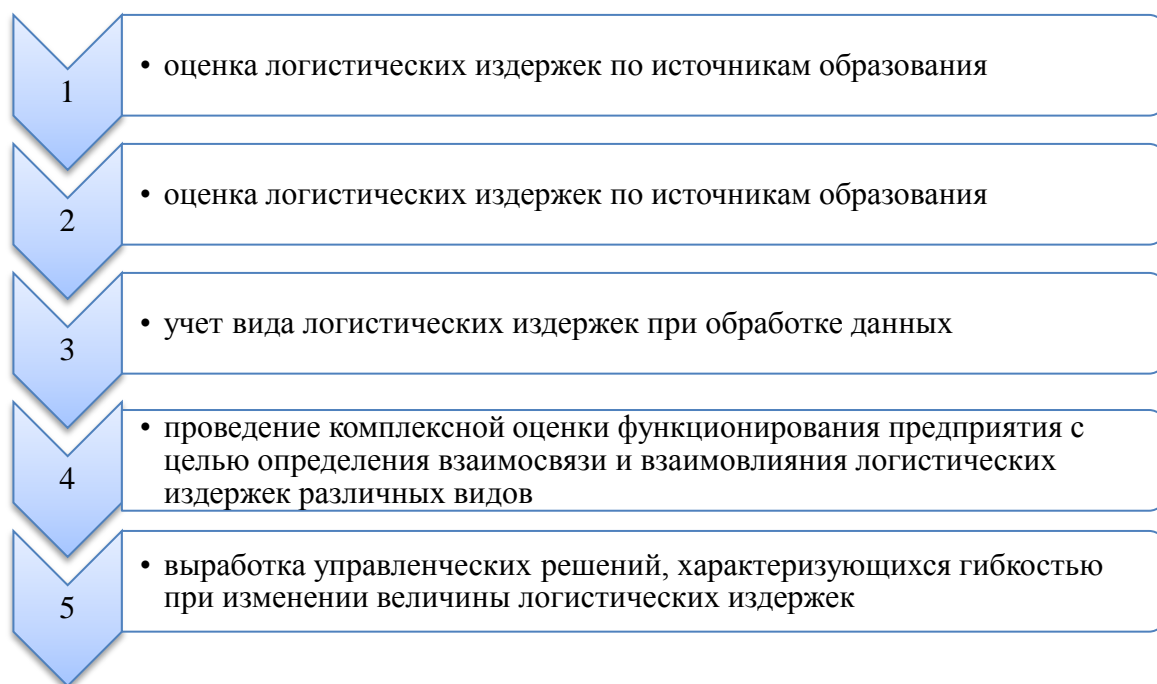 1
• оценка логистических издержек по источникам образования
2
• оценка логистических издержек по источникам образования
3
• учет вида логистических издержек при обработке данных
4
• проведение комплексной оценки функционирования предприятия с
целью определения взаимосвязи и взаимовлияния логистических
издержек различных видов
5
• выработка управленческих решений, характеризующихся гибкостью
при изменении величины логистических издержек